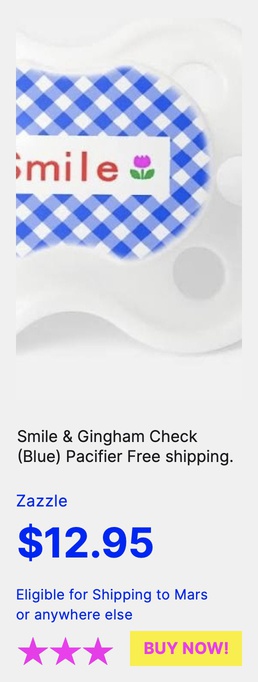 Smile
Smile & Gingham Check
(Blue) Pacifier Free shipping.
Zazzle
$12.95
Eligible for Shipping to Mars
or anywhere else
BUY NOW!